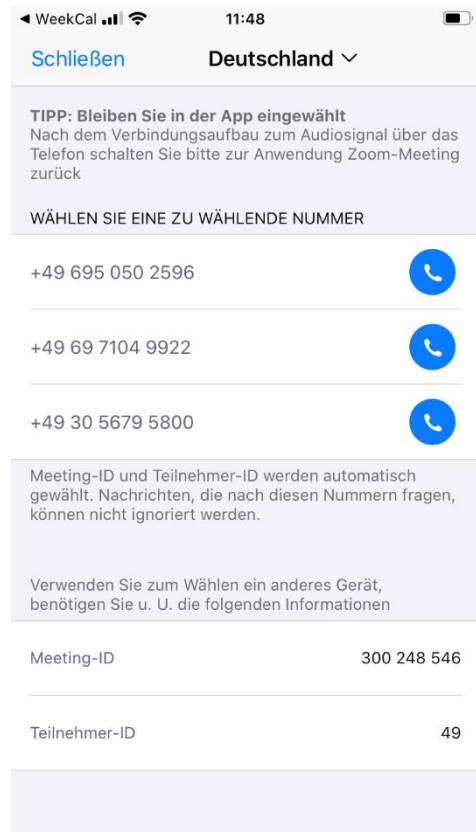 WeekCal
11:48
Schließen
Deutschland
TIPP: Bleiben Sie in der App eingewählt
Nach dem Verbindungsaufbau zum Audiosignal über das
Telefon schalten Sie bitte zur Anwendung Zoom-Meeting
zurück
WÄHLEN SIE EINE ZU WÄHLENDE NUMMER
+49 695 050 2596
+49 69 7104 9922
+49 30 5679 5800
Meeting-ID und Teilnehmer-ID werden automatisch
gewählt. Nachrichten, die nach diesen Nummern fragen,
können nicht ignoriert werden.
Verwenden Sie zum Wählen ein anderes Gerät,
benötigen Sie u. U. die folgenden Informationen
Meeting-ID 300 248 546
Teilnehmer-ID 49